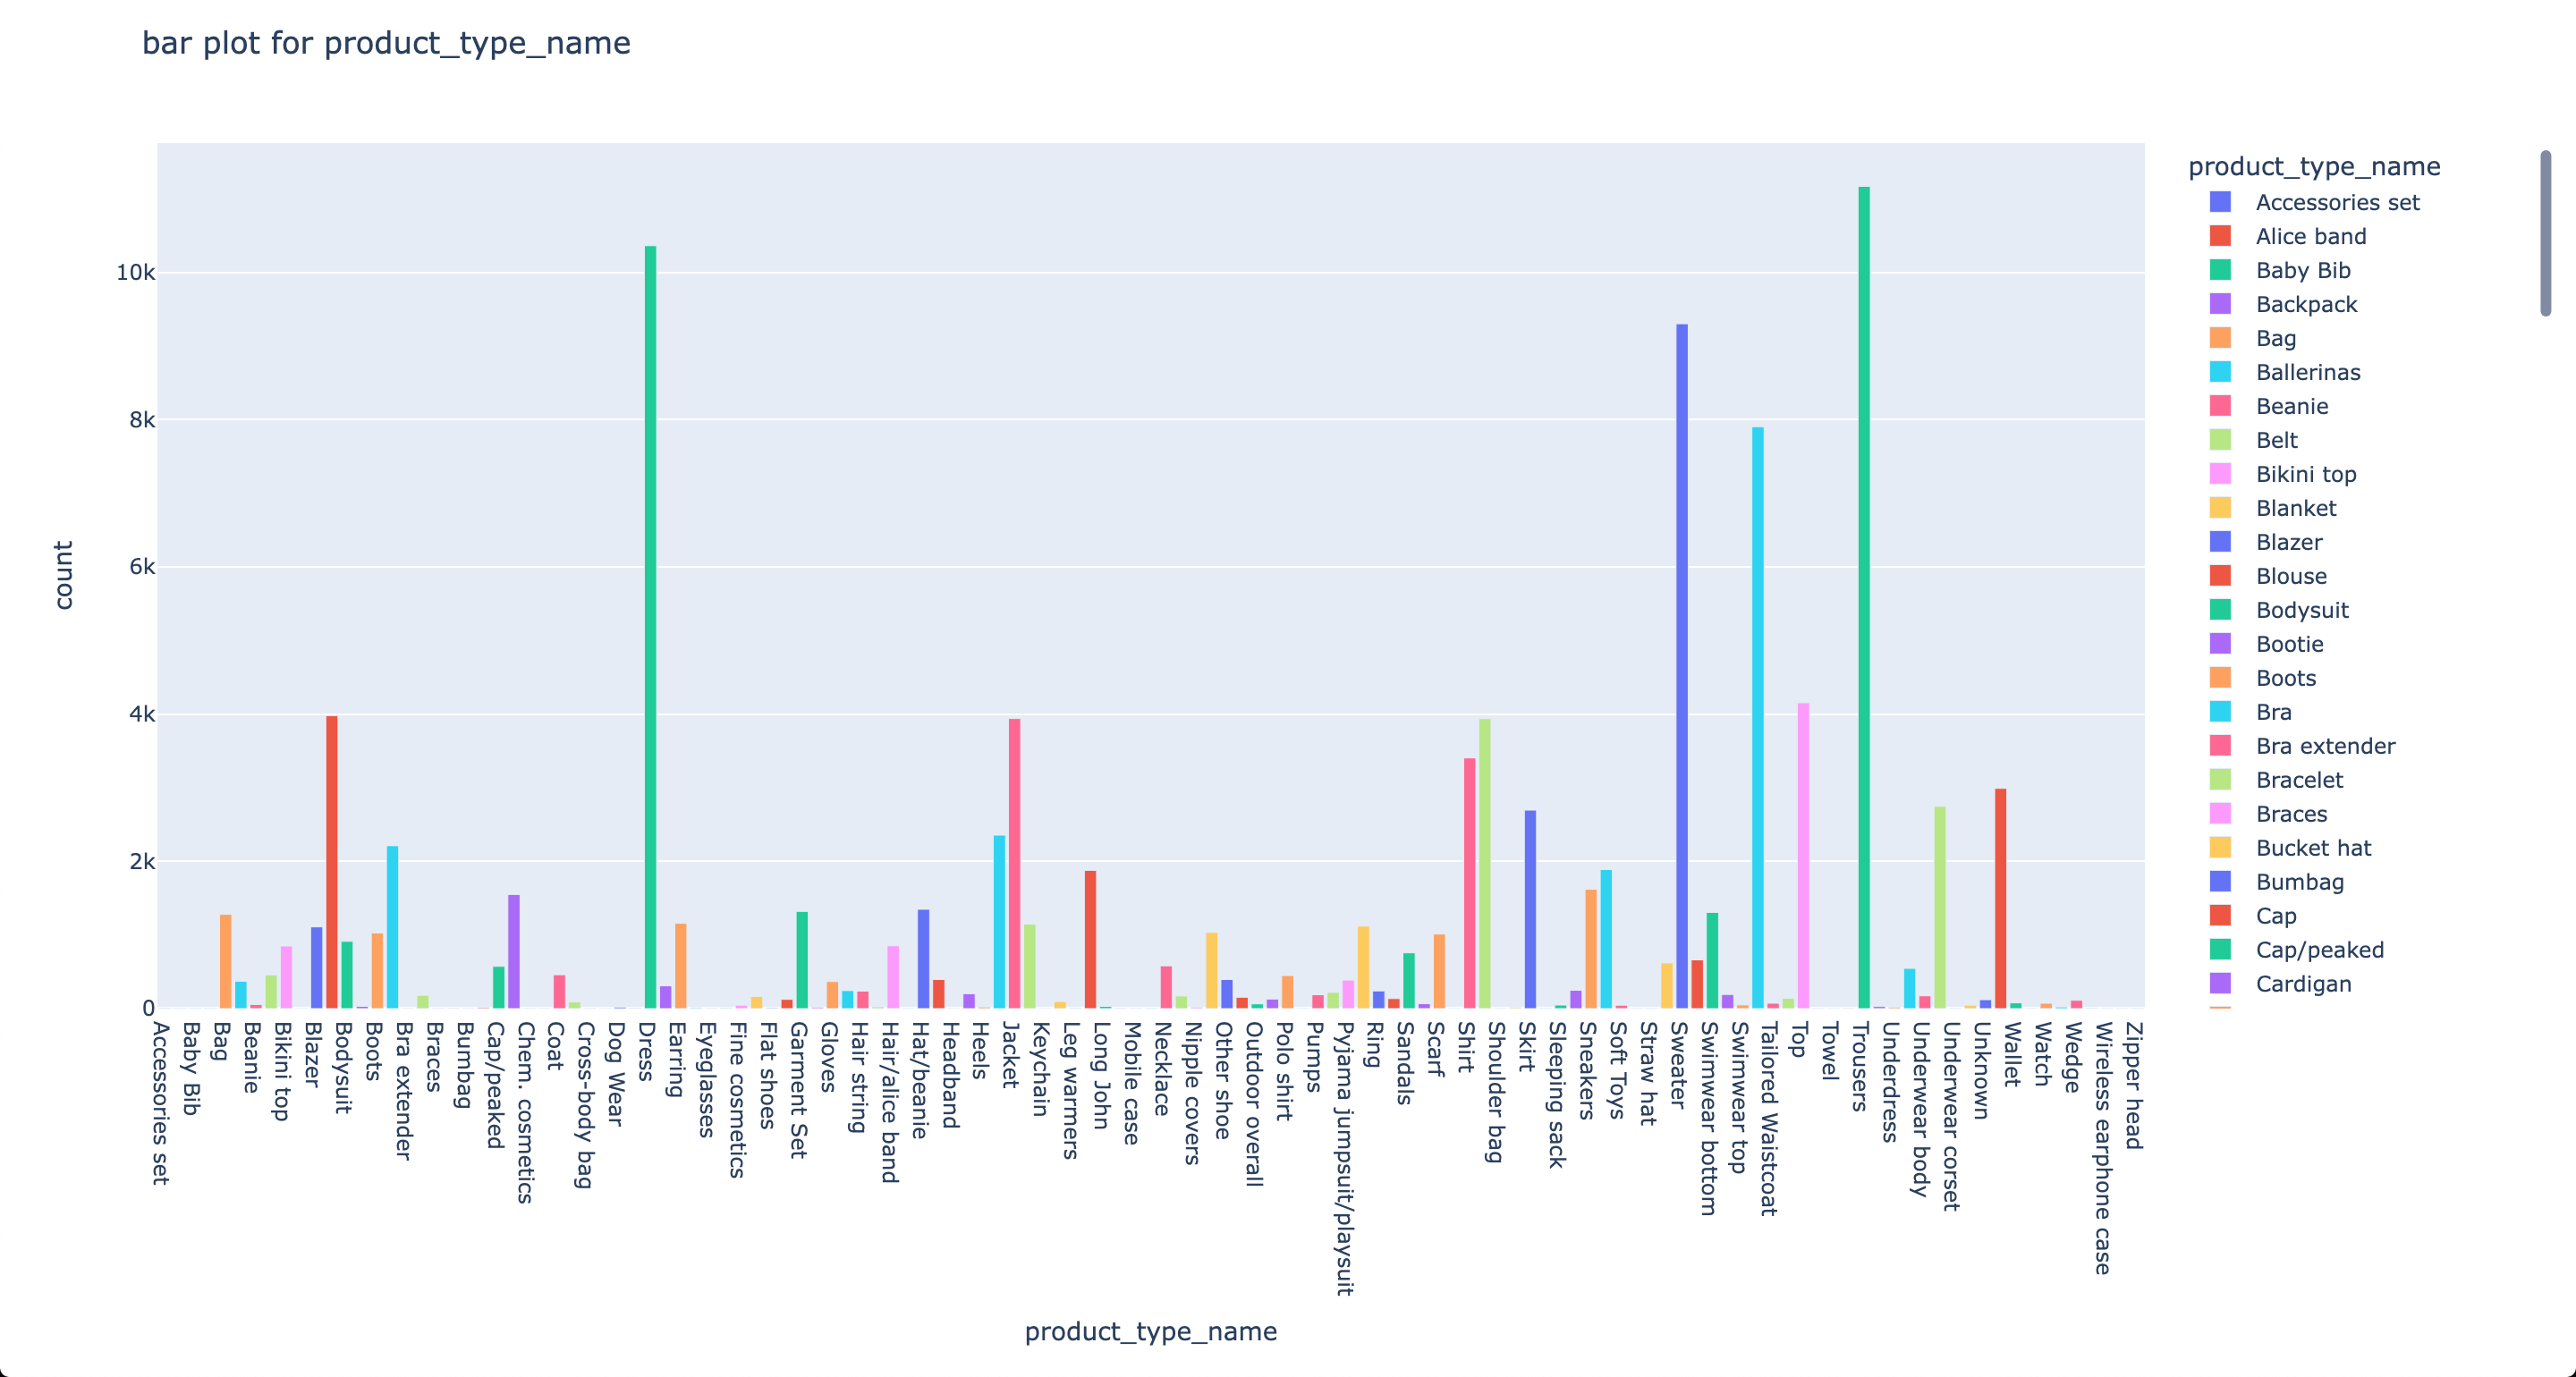 bar plot for product_type_name
product_type_name
Accessories set
Alice band
Baby Bib
Backpack
Bag
Ballerinas
Beanie
Belt
Bikini top
Blanket
Blazer
Blouse
Bodysuit
Bootie
Boots
Bra
Bra extender
Bracelet
Braces
Bucket hat
Bumbag
Cap
Cap/peaked
Cardigan
10k
8k
6k
4k
2k
0
count
Accessories set
Baby Bib
Bag
Beanie
Bikini top
Blazer
Bodysuit
Boots
Bra extender
Braces
Bumbag
Cap/peaked
Chem. cosmetics
Coat
Cross-body bag
Dog Wear
Dress
Earring
Eyeglasses
Fine cosmetics
Flat shoes
Garment Set
Gloves
Hair string
Hair/alice band
Hat/beanie
Headband
Heels
Jacket
Keychain
Leg warmers
Long John
Mobile case
Necklace
Nipple covers
Other shoe
Outdoor overall
Polo shirt
Pumps
Pyjama jumpsuit/playsuit
Ring
Sandals
Scarf
Shirt
Shoulder bag
Skirt
Sleeping sack
Sneakers
Soft Toys
Straw hat
Sweater
Swimwear bottom
Swimwear top
Tailored Waistcoat
Top
Towel
Trousers
Underdress
Underwear body
Underwear corset
Unknown
Wallet
Watch
Wedge
Wireless earphone case
Zipper head
product_type_name